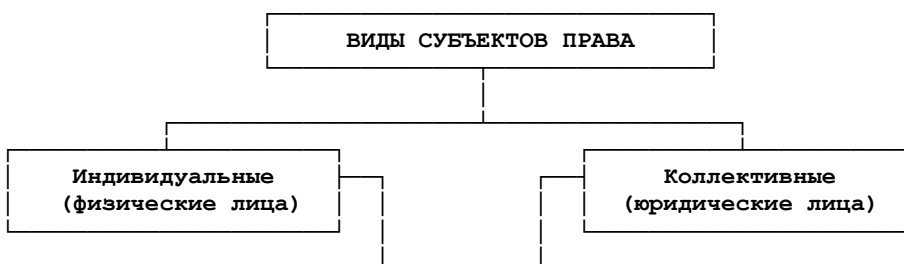 ВИДЫ СУБЪЕКТОВ ПРАВА
Индивидуальные
(физические лица)
Коллективные
(юридические лица)